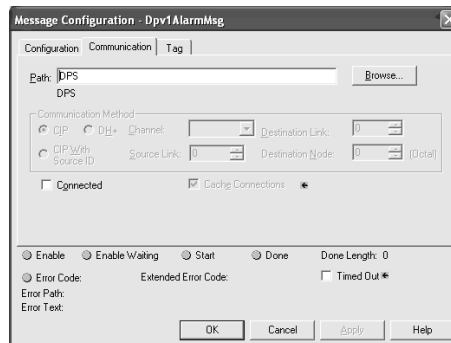 Message Configuration - Dpv1AlarmMsg
Configuration Communication Tag
Path: DPS Browse...
DPS
Communication Method
CIP DH+ Channel: Destination Link: 0
CIP With Source ID Source Link: 0 Destination Node: 0 (Octal)
Connected Cache Connections
Enable Enable Waiting Start Done Done Length: 0
Error Code: Extended Error Code: Timed Out
Error Path:
Error Text:
OK Cancel Apply Help